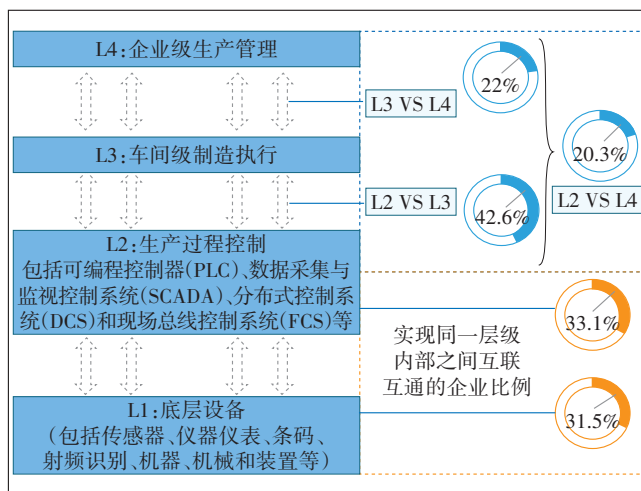 L4:企业级生产管理
22%
L3 VS L4
L3:车间级制造执行
20.3%
L2 VS L4
L2 VS L3
42.6%
L2:生产过程控制
包括可编程控制器(PLC)、数据采集与
监视控制系统(SCADA)、分布式控制系
统(DCS)和现场总线控制系统(FCS)等
33.1%
实现同一层级
内部之间互联
互通的企业比例
L1:底层设备
(包括传感器、仪器仪表、条码、
射频识别、机器、机械和装置等)
31.5%